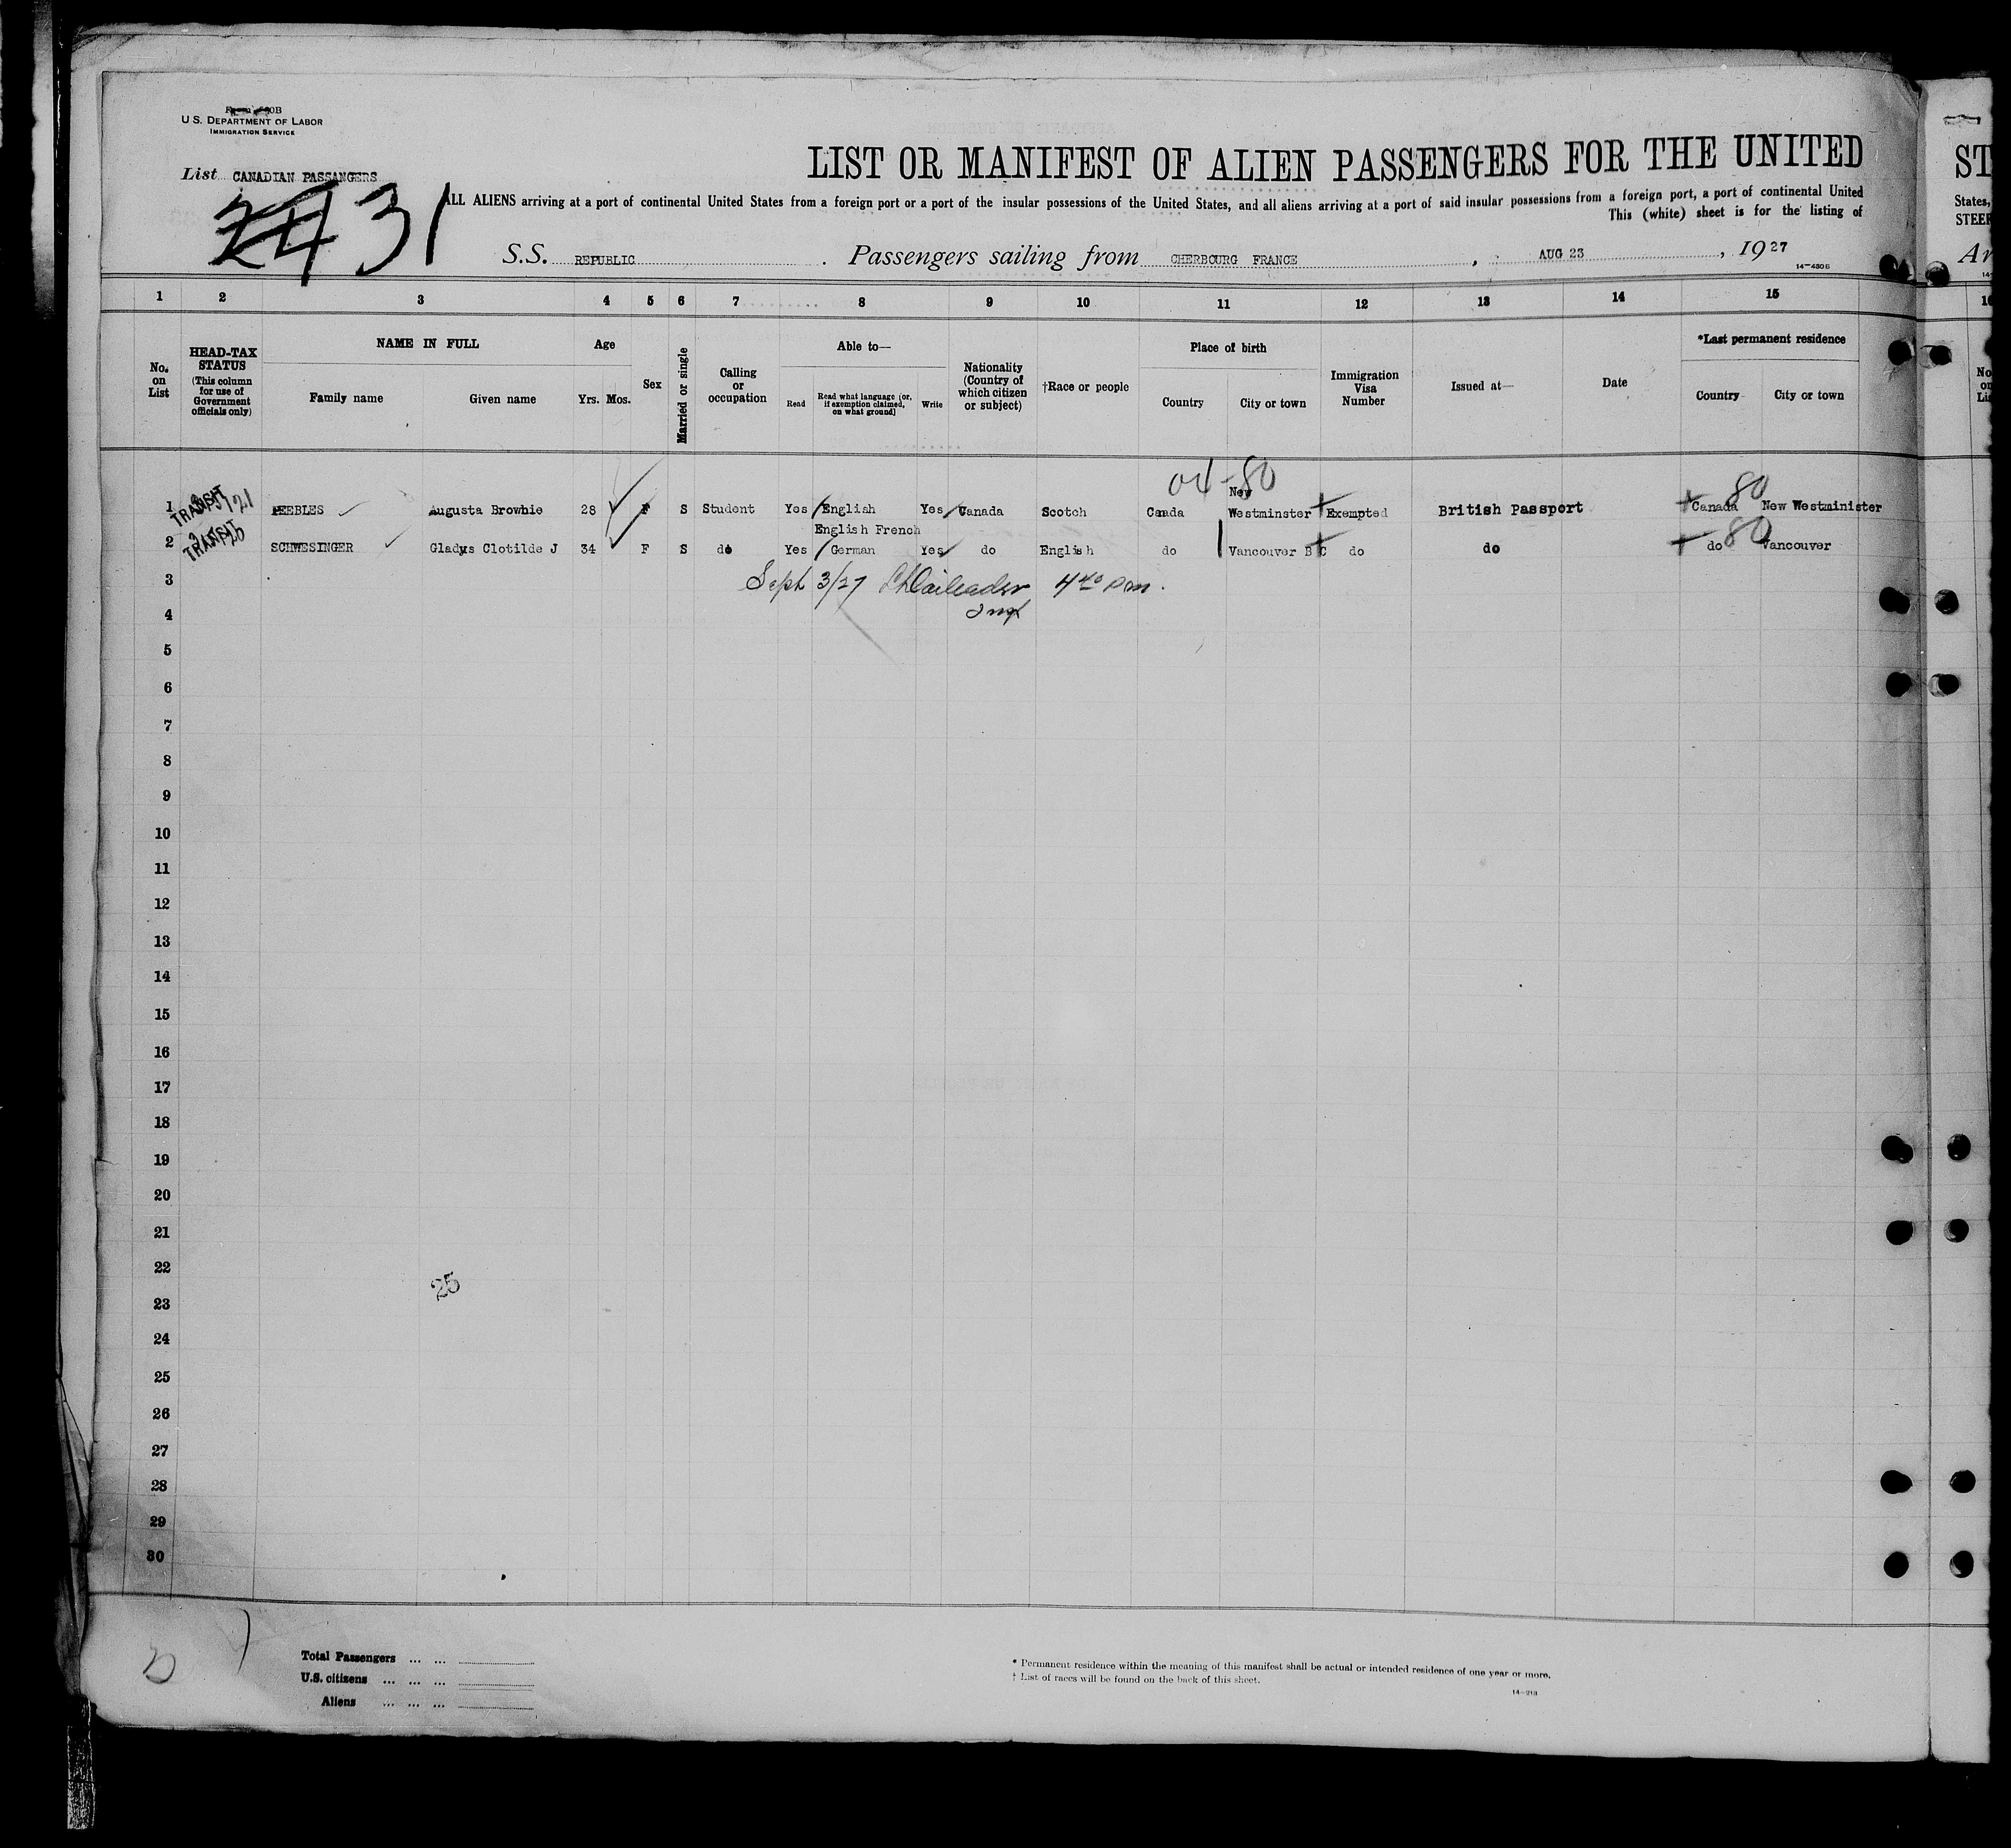 U.S. DEPARTMENT OF LABOR
IMMIGRATION SERVICE
List CANADIAN PASSANGERS
31
LIST OR MANIFEST OF ALIEN PASSENGERS FOR THE UNITED
ST
ALL ALIENS arriving at a port of continental United States from a foreign port or a port of the insular possessions of the United States, and all aliens arriving at a port of said insular possessions from a foreign port, a port of continental United
States,
This (white) sheet is for the listing of
STEER
S.S. REPUBLIC. Passengers sailing from CHERBOURG FRANCE, AUG 23, 1927
Ar
14-430B
1 2 3 4 5 6 7 8 9 10 11 12 13 14 15
No. on List
HEAD-TAX STATUS (This column for use of Government officials only)
NAME IN FULL
Family name Given name
Age
Yrs. Mos.
Sex
Married or single
Calling or occupation
Able to—
Read
Read what language [or, if exemption claimed, on what ground]
Write
Nationality (Country of which citizen or subject)
†Race or people
Place of birth
Country City or town
Immigration Visa Number
Issued at—
Date
*Last permanent residence
Country City or town
04-80
1 TRANSIT PEEBLES Augusta Brownie 28 F S Student Yes English Yes Canada Scotch Canada New Westminster Exempted British Passport Canada 80 New Westminister
2 TRANSIT SCHWESINGER Gladys Clotilde J 34 F S do Yes English French German Yes do English do Vancouver B C do do do 80 Vancouver
Sept 3/27 4 40 pm.
3
4
5
6
7
8
9
10
11
12
13
14
15
16
17
18
19
20
21
22
25
23
24
25
26
27
28
29
30
Total Passengers ... ...
U.S. citizens ... ... ...
Aliens ... ... ...
* Permanent residence within the meaning of this manifest shall be actual or intended residence of one year or more.
† List of races will be found on the back of this sheet.